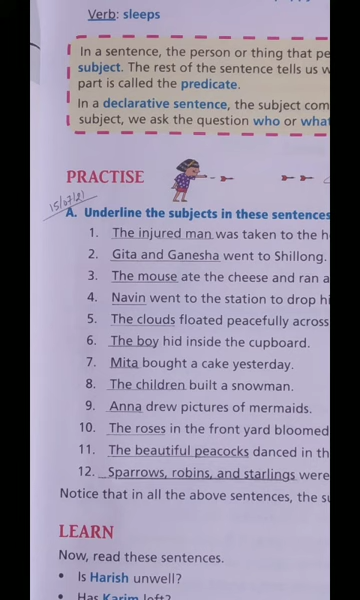 Verb: sleeps
In a sentence, the person or thing that
subject. The rest of the sentence tells us
part is called the predicate.
In a declarative sentence, the subject
subject, we ask the question who or what
PRACTISE
15/07/21
A. Underline the subjects in these sentences
1. The injured man was taken to the
2. Gita and Ganesha went to Shillong.
3. The mouse ate the cheese and ran
4. Navin went to the station to drop
5. The clouds floated peacefully across
6. The boy hid inside the cupboard.
7. Mita bought a cake yesterday.
8. The children built a snowman.
9. Anna drew pictures of mermaids.
10. The roses in the front yard bloomed
11. The beautiful peacocks danced in
12. Sparrows, robins, and starlings were
Notice that in all the above sentences, the
LEARN
Now, read these sentences.
• Is Harish unwell?
• Has Karim left?